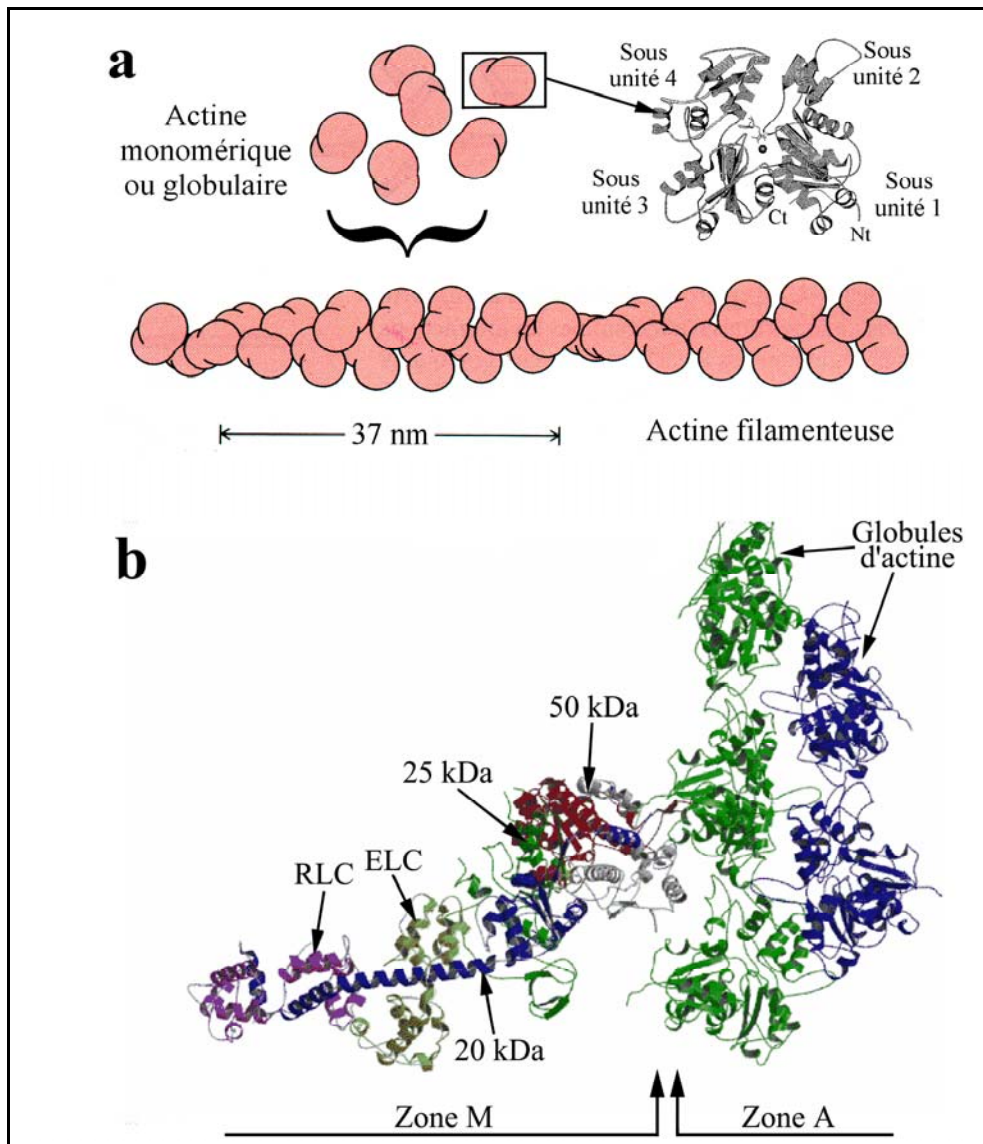 a
Actine
monomérique
ou globulaire
Sous
unité 4
Sous
unité 2
Sous
unité 3
Sous
unité 1
Ct
Nt
37 nm
Actine filamenteuse
b
Globules
d'actine
50 kDa
25 kDa
ELC
RLC
20 kDa
Zone M
Zone A